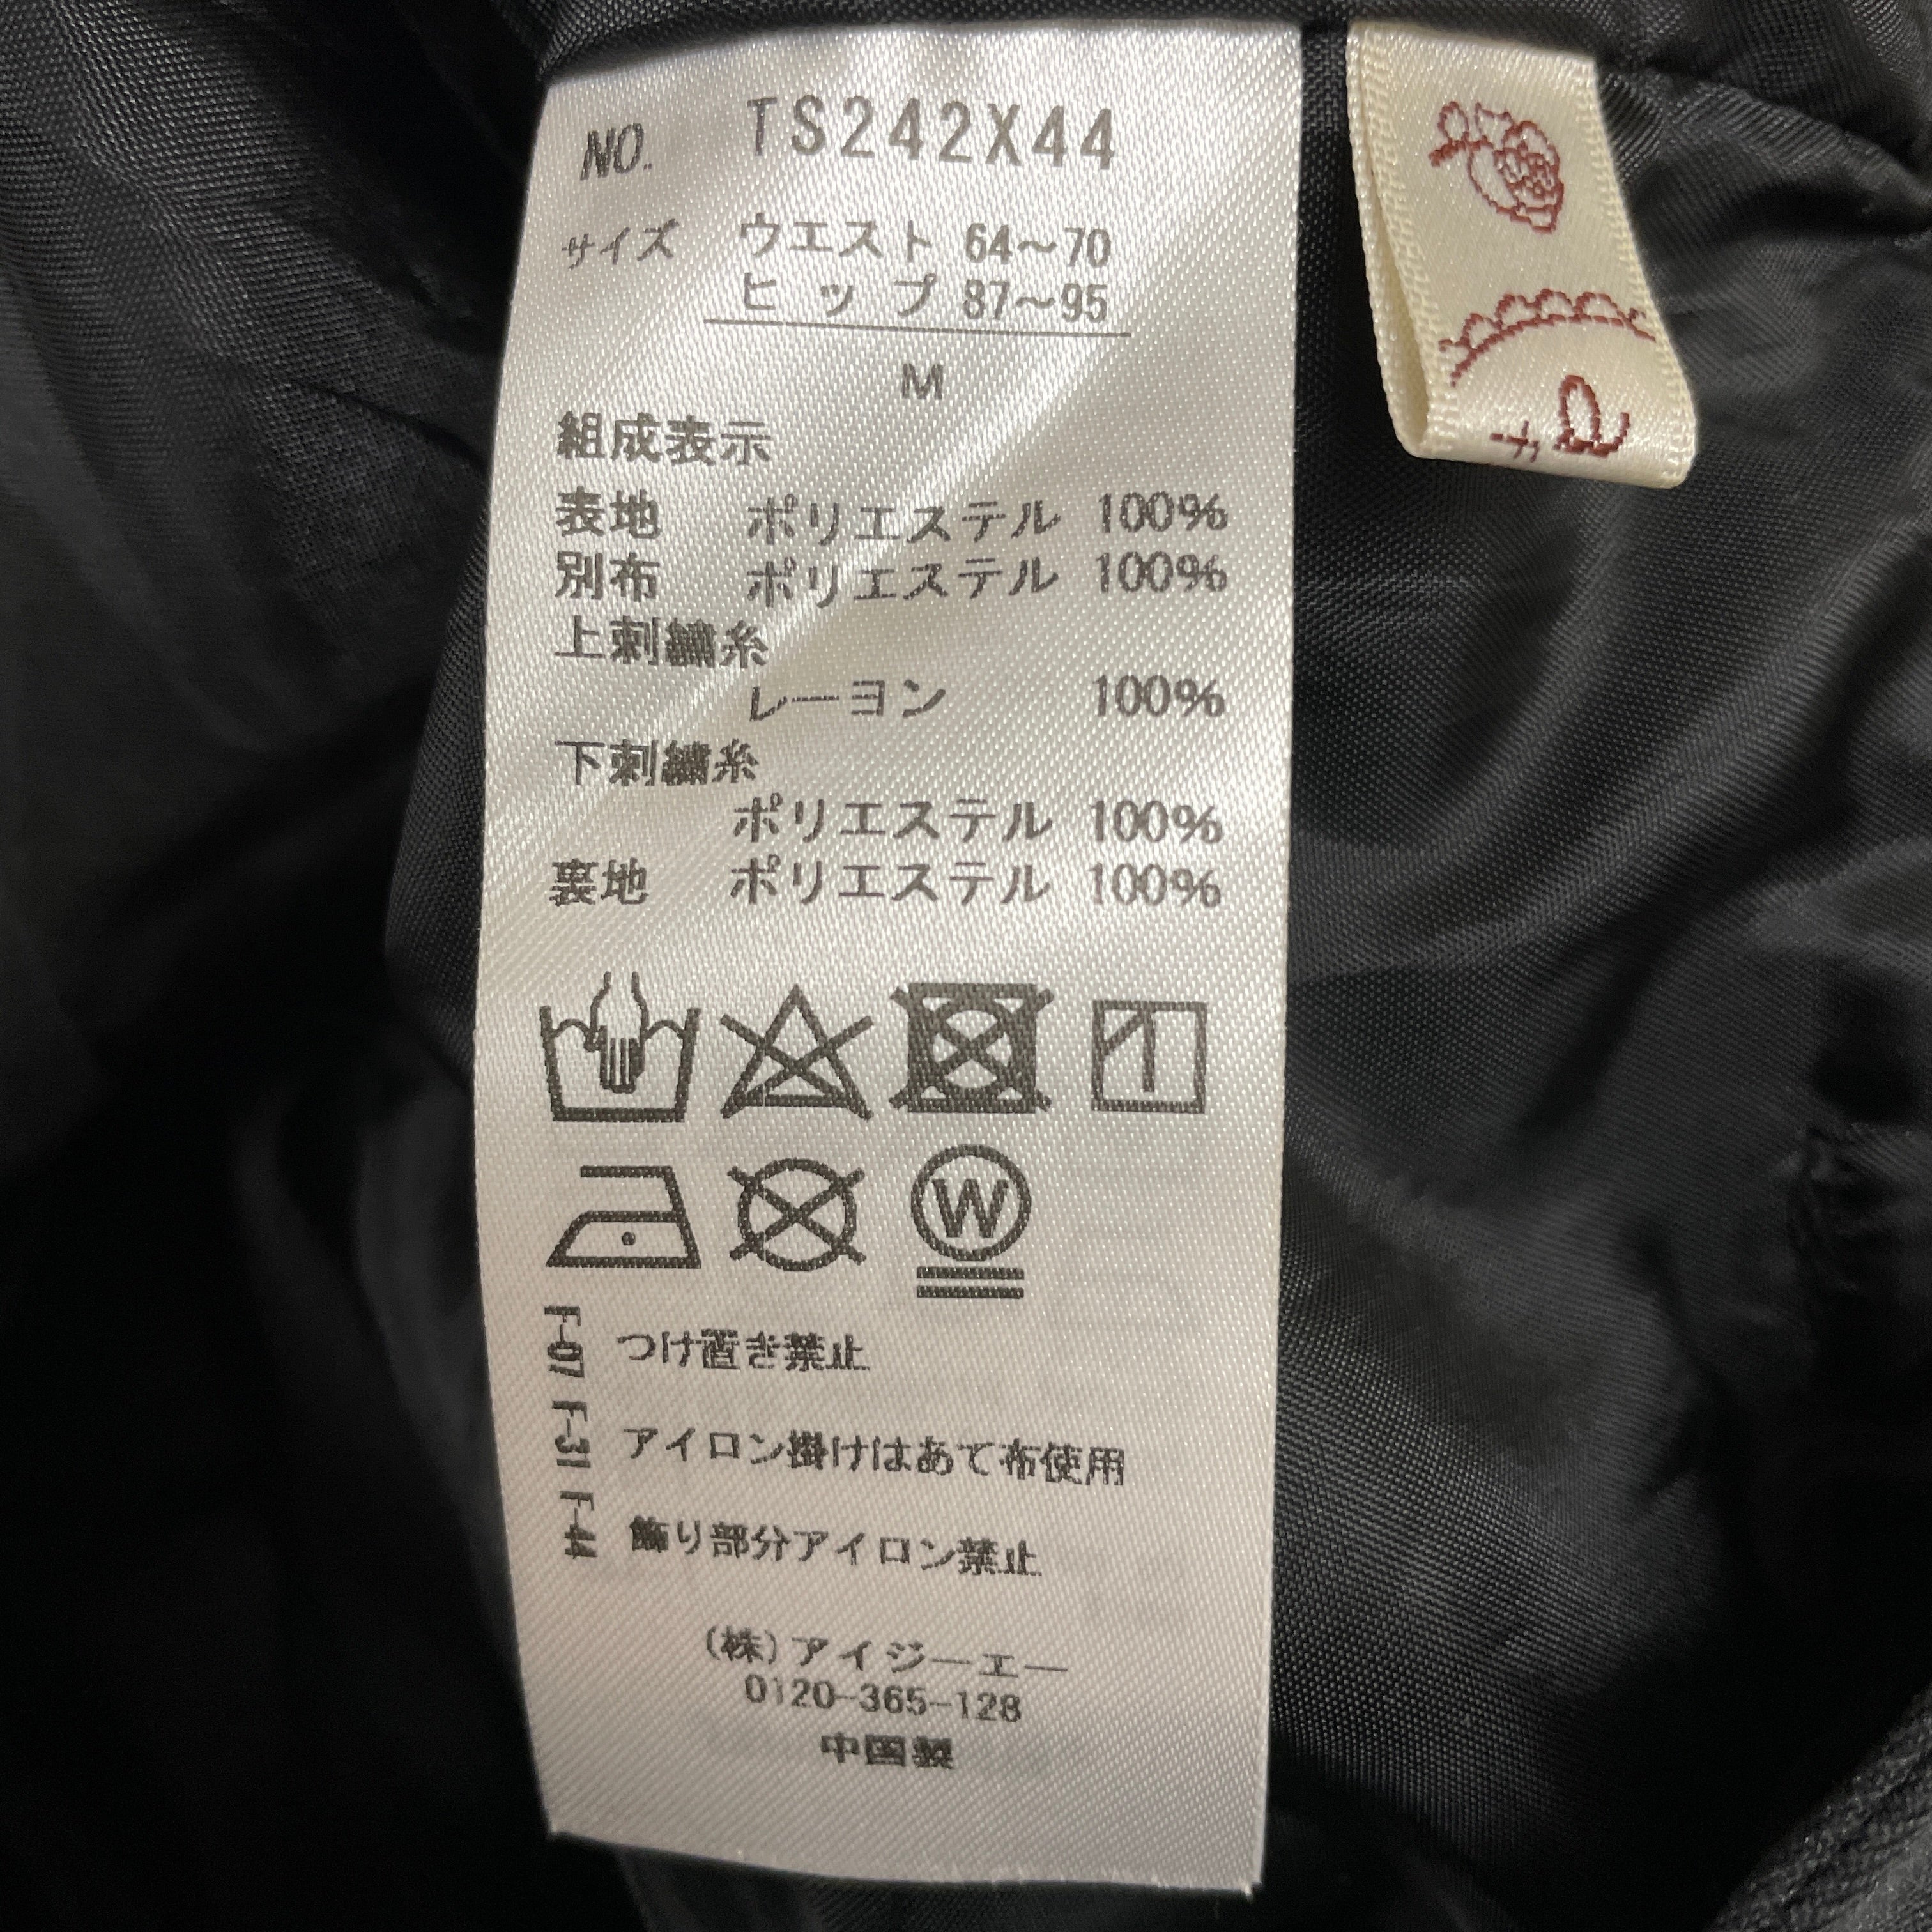 NO. TS242X44
サイズ ウエスト 64～70
ヒップ 87～95
M
組成表示
表地 ポリエステル 100%
別布 ポリエステル 100%
上刺繍糸
レーヨン 100%
下刺繍糸
ポリエステル 100%
裏地 ポリエステル 100%
W
F-07 つけ置き禁止
F-31 アイロン掛けはあて布使用
F-44 飾り部分アイロン禁止
(株)アイジーエー
0120-365-128
中国製